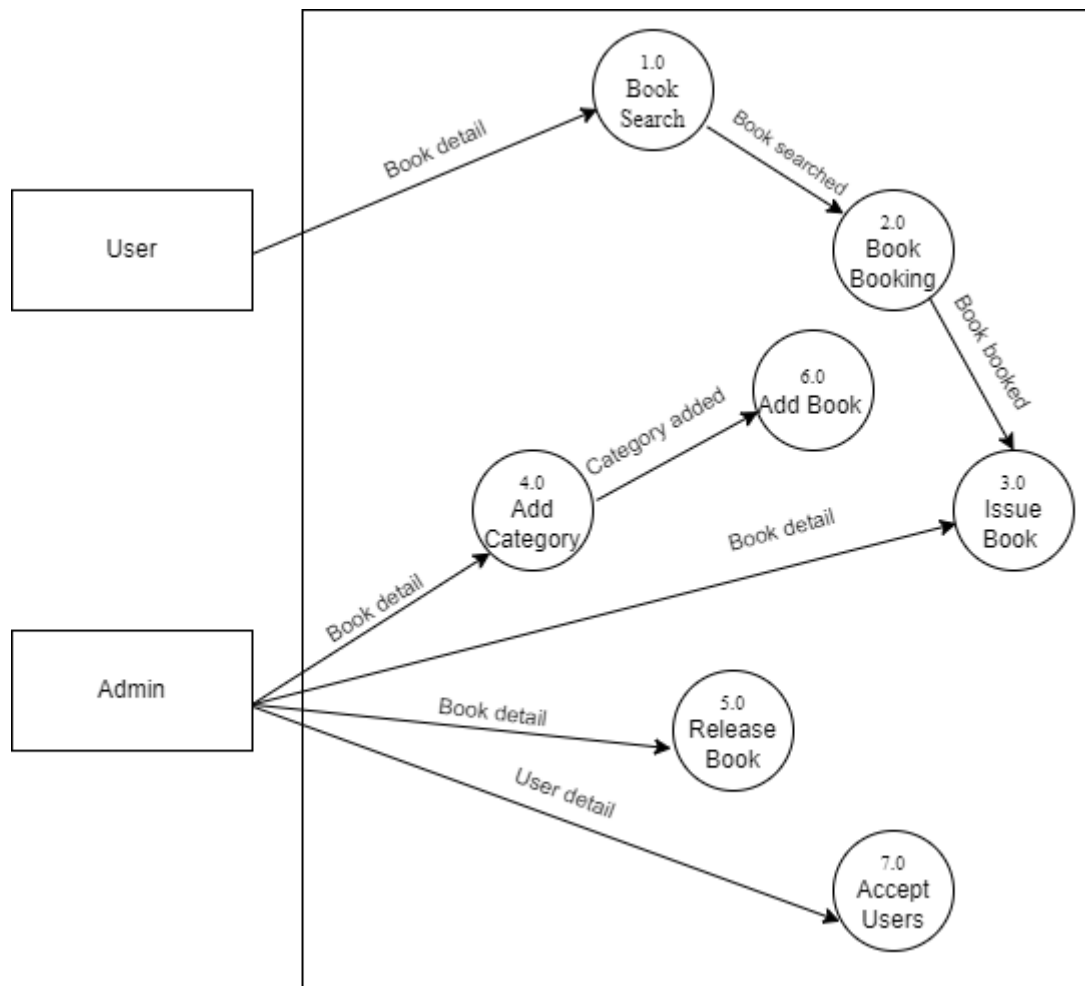 1.0
Book
Search
Book detail
Book searched
User
2.0
Book
Booking
Book booked
6.0
Add Book
Category added
4.0
Add
Category
3.0
Issue
Book
Book detail
Book detail
Admin
5.0
Release
Book
Book detail
User detail
7.0
Accept
Users